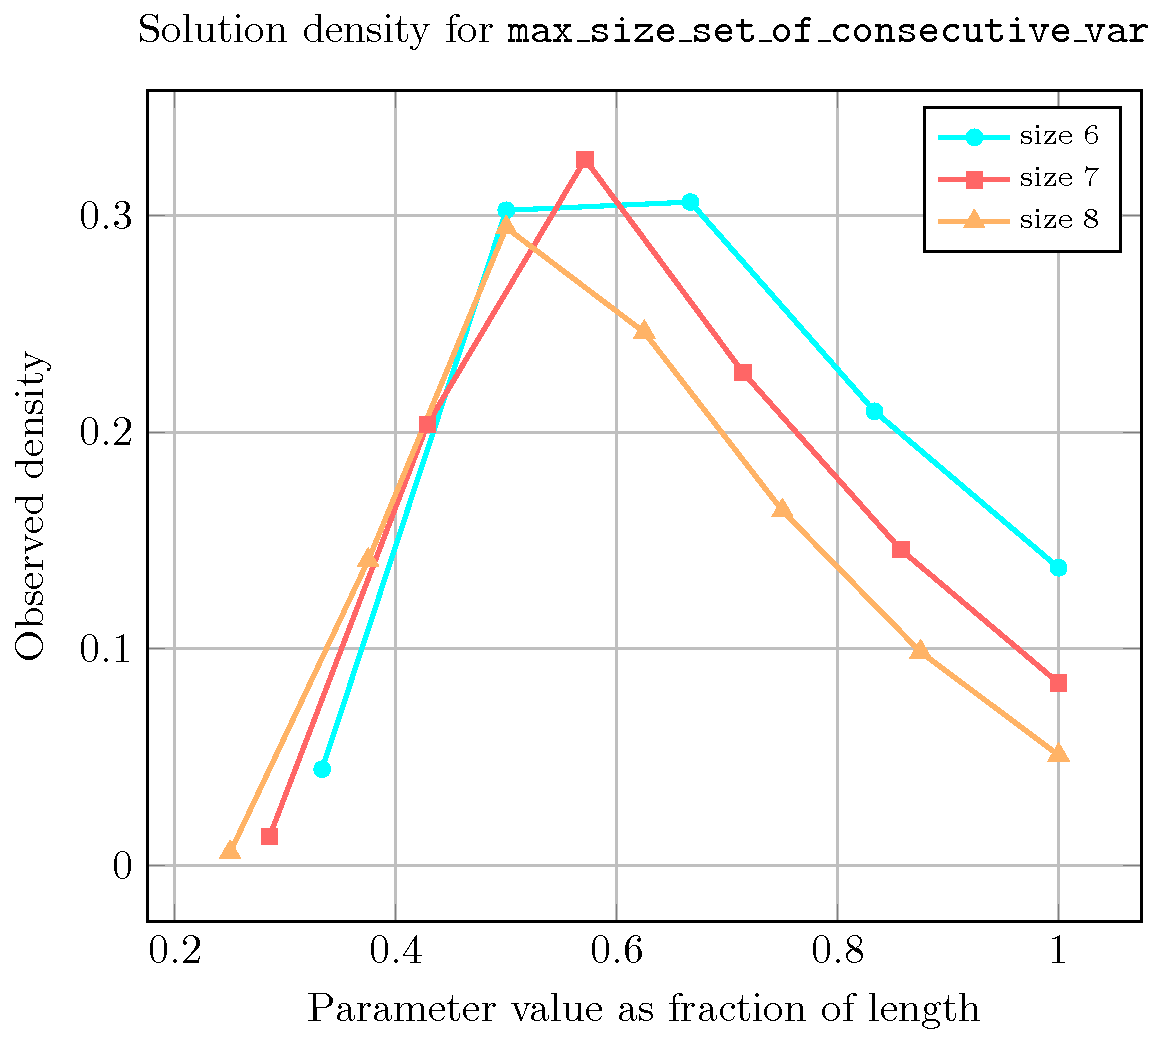 Solution density for max_size_set_of_consecutive_var
size 6
size 7
size 8
0.3
0.2
0.1
0
Observed density
0.2 0.4 0.6 0.8 1
Parameter value as fraction of length